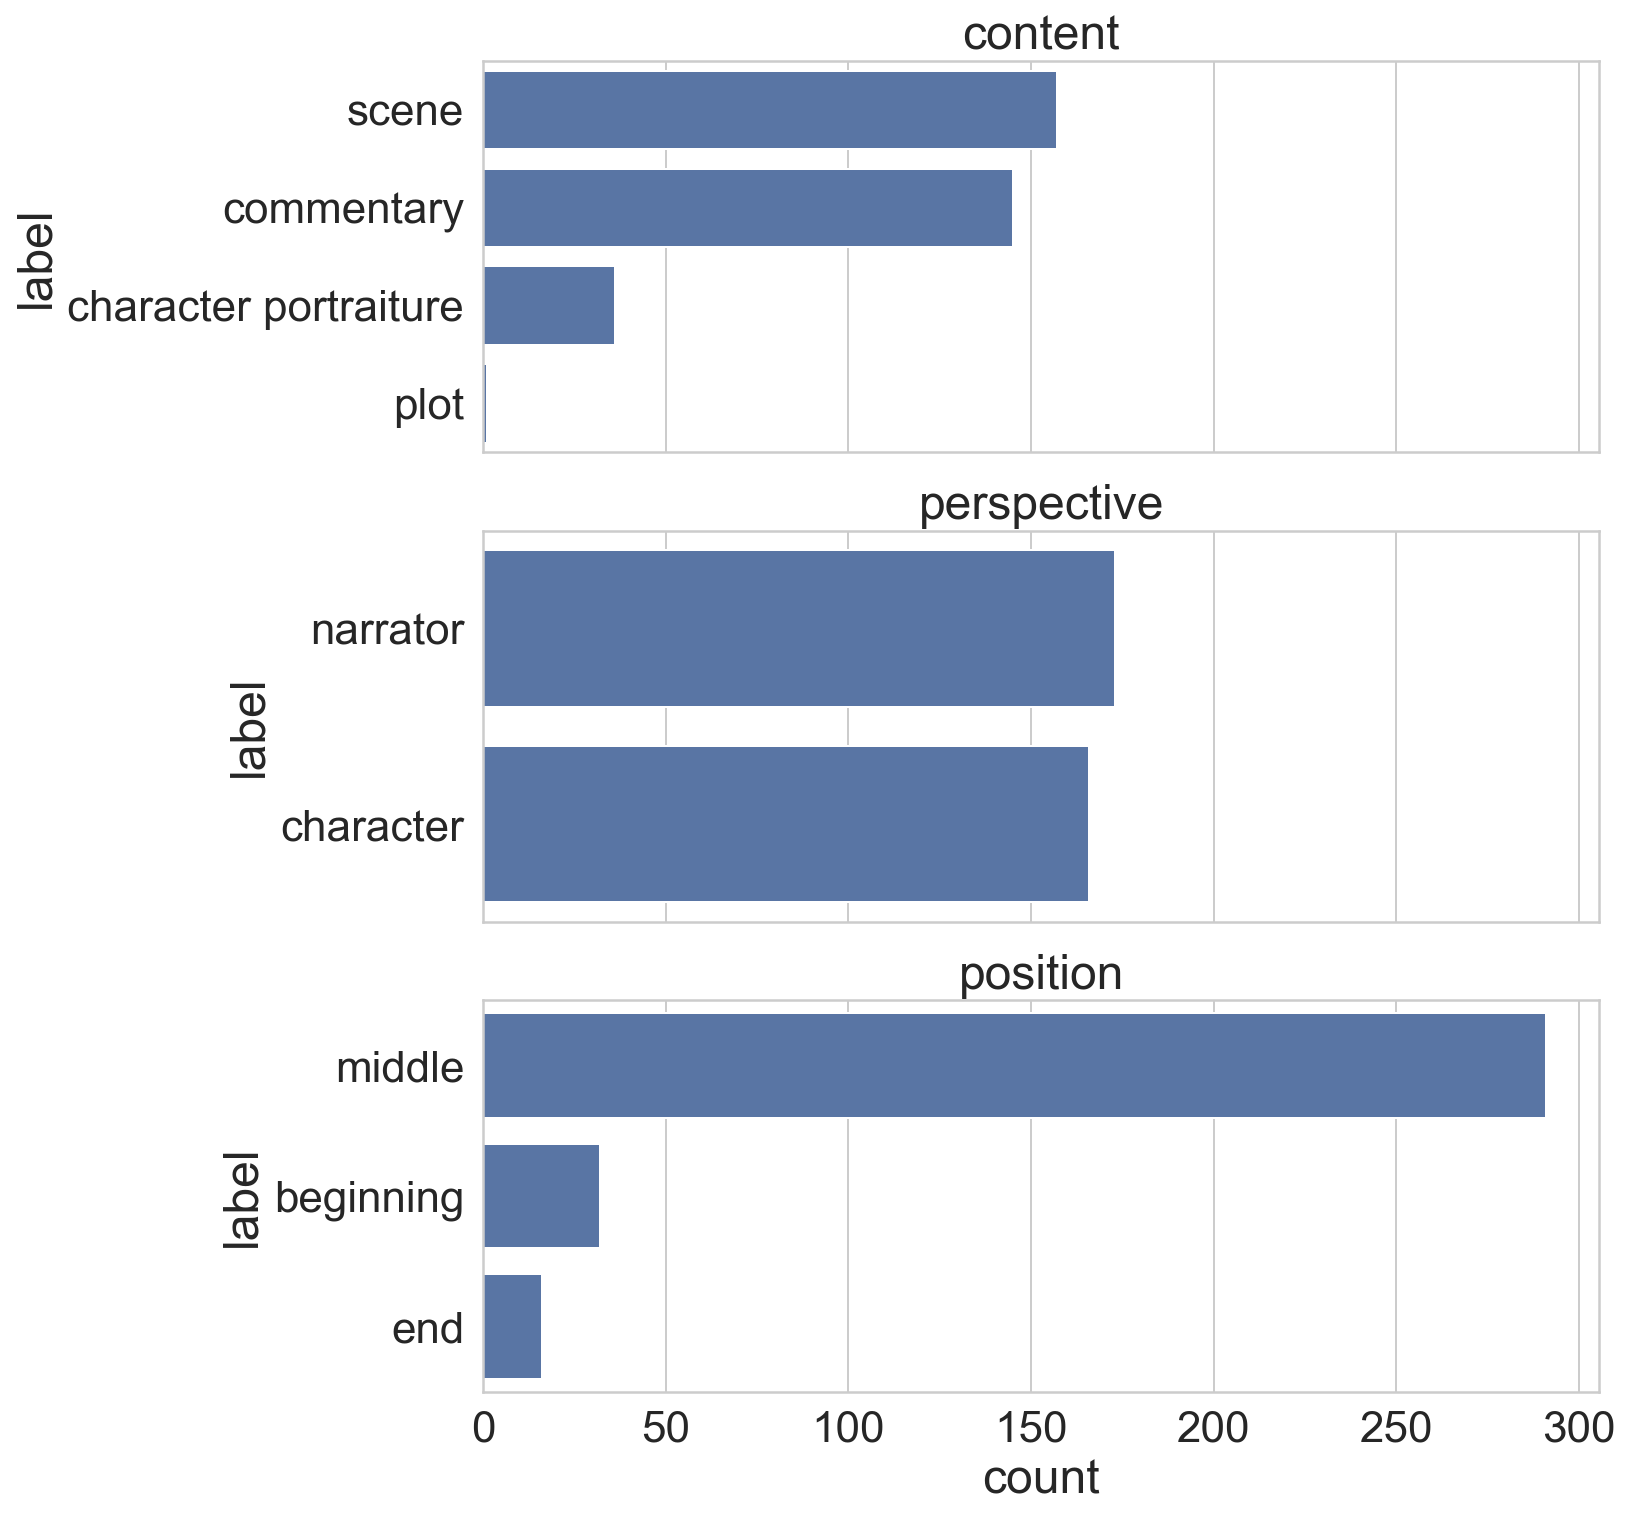 content
scene
commentary
character portraiture
plot
label
perspective
narrator
character
label
position
middle
beginning
end
label
0 50 100 150 200 250 300
count